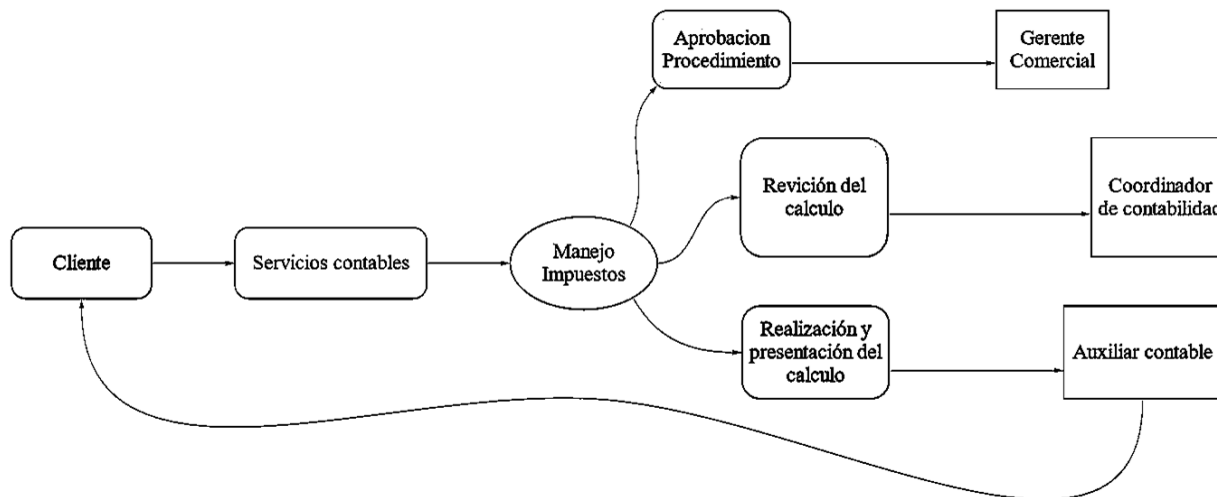 Aprobacion
Procedimiento
Gerente
Comercial
Revición del
calculo
Coordinador
de contabilidad
Cliente
Servicios contables
Manejo
Impuestos
Realización y
presentación del
calculo
Auxiliar contable